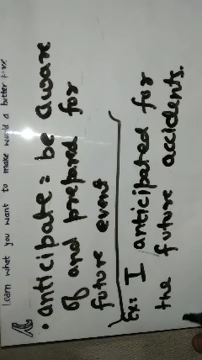 learn what you want to make world a better time
• anticipate = be aware
of and prepared for
future event
Ex: I anticipated for
the future accidents.